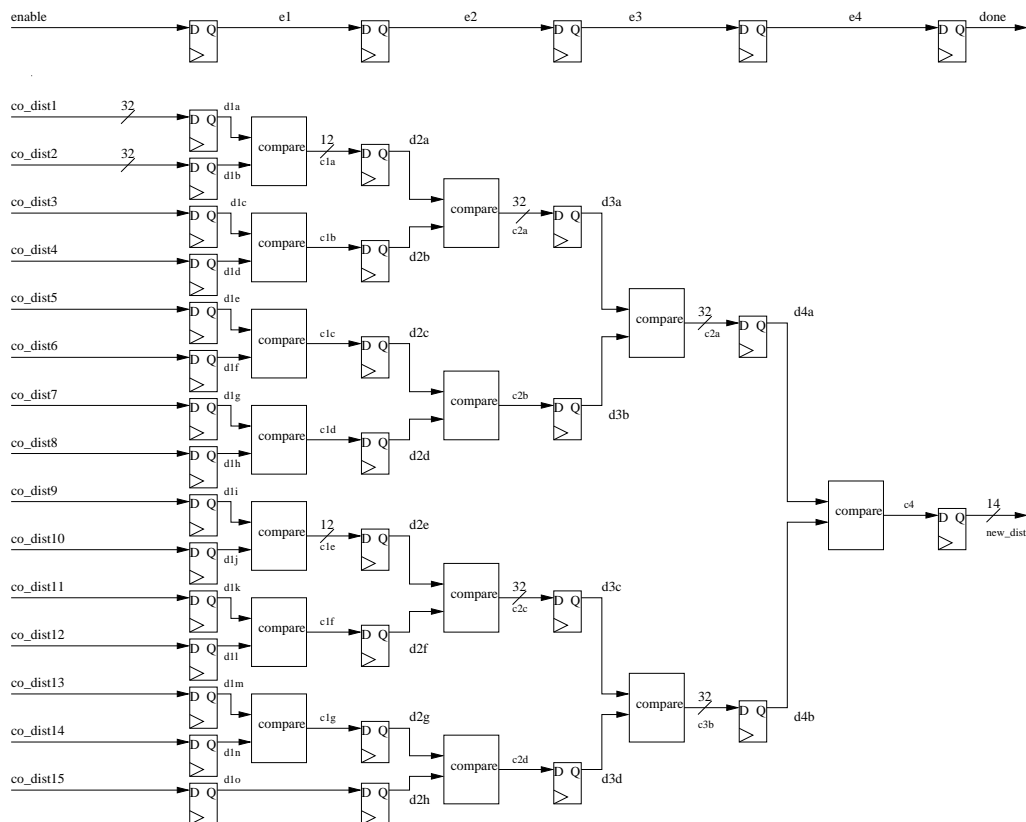 enable e1 e2 e3 e4 done
D Q D Q D Q D Q D Q
co_dist1 32 d1a
D Q compare 12 c1a D Q d2a
co_dist2 32 d1b
D Q compare 32 c2a D Q d3a
co_dist3 d1c
D Q compare c1b D Q d2b
co_dist4 d1d
D Q
co_dist5 d1e
D Q compare c1c D Q d2c compare 32 c2a D Q d4a
co_dist6 d1f
D Q
co_dist7 d1g compare c2b D Q d3b
D Q compare c1d D Q d2d
co_dist8 d1h
D Q
co_dist9 d1i
D Q compare 12 c1e D Q d2e compare c4 D Q 14 new_dist
co_dist10 d1j
D Q
co_dist11 d1k compare 32 c2c D Q d3c
D Q compare c1f D Q d2f
co_dist12 d1l
D Q
co_dist13 d1m
D Q compare c1g D Q d2g compare 32 c3b D Q d4b
co_dist14 d1n
D Q compare c2d D Q d3d
co_dist15 d1o
D Q D Q d2h